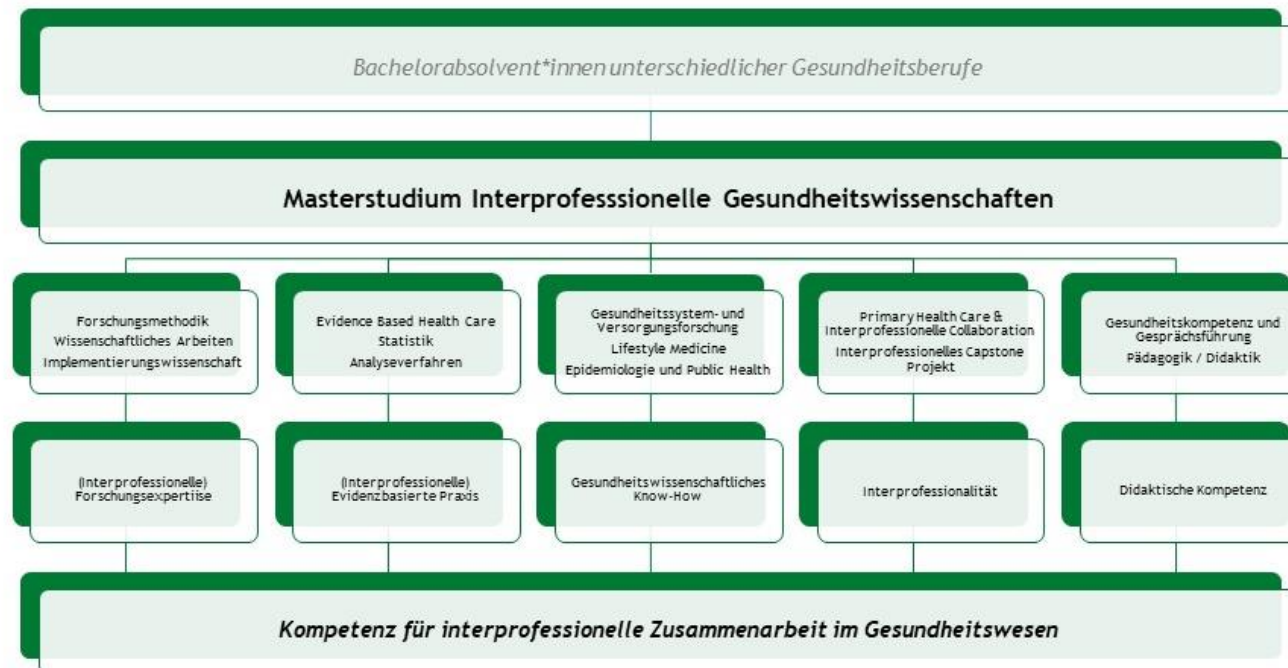 Bachelorabsolvent*innen unterschiedlicher Gesundheitsberufe
Masterstudium Interprofesssionelle Gesundheitswissenschaften
Forschungsmethodik
Wissenschaftliches Arbeiten
Implementierungswissenschaft
Evidence Based Health Care
Statistik
Analyseverfahren
Gesundheitssystem- und
Versorgungsforschung
Lifestyle Medicine
Epidemiologie und Public Health
Primary Health Care &
Interprofessionelle Collaboration
Interprofessionelles Capstone
Projekt
Gesundheitskompetenz und
Gesprächsführung
Pädagogik / Didaktik
(Interprofessionelle)
Forschungsexpertiise
(Interprofessionelle)
Evidenzbasierte Praxis
Gesundheitswissenschaftliches
Know-How
Interprofessionalität
Didaktische Kompetenz
Kompetenz für interprofessionelle Zusammenarbeit im Gesundheitswesen